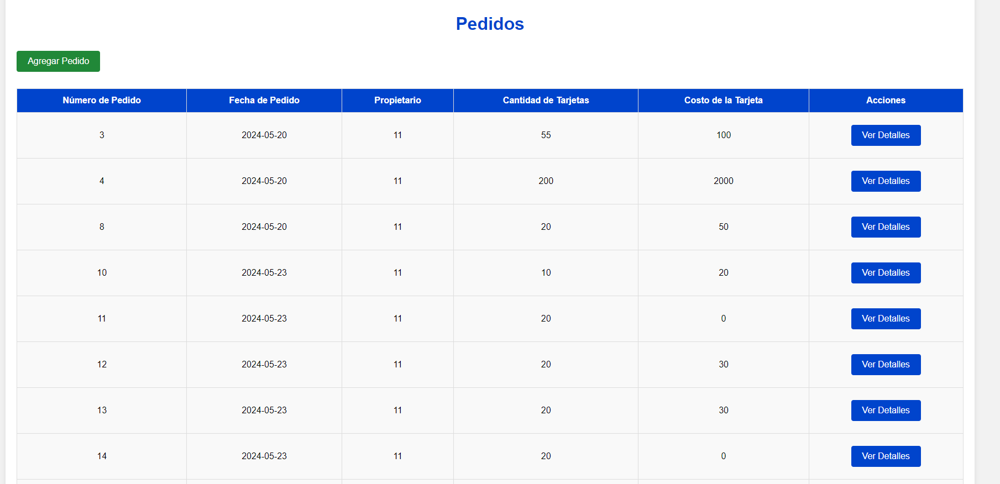 Pedidos
Agregar Pedido
Número de Pedido Fecha de Pedido Propietario Cantidad de Tarjetas Costo de la Tarjeta Acciones
3 2024-05-20 11 55 100 Ver Detalles
4 2024-05-20 11 200 2000 Ver Detalles
8 2024-05-20 11 20 50 Ver Detalles
10 2024-05-23 11 10 20 Ver Detalles
11 2024-05-23 11 20 0 Ver Detalles
12 2024-05-23 11 20 30 Ver Detalles
13 2024-05-23 11 20 30 Ver Detalles
14 2024-05-23 11 20 0 Ver Detalles